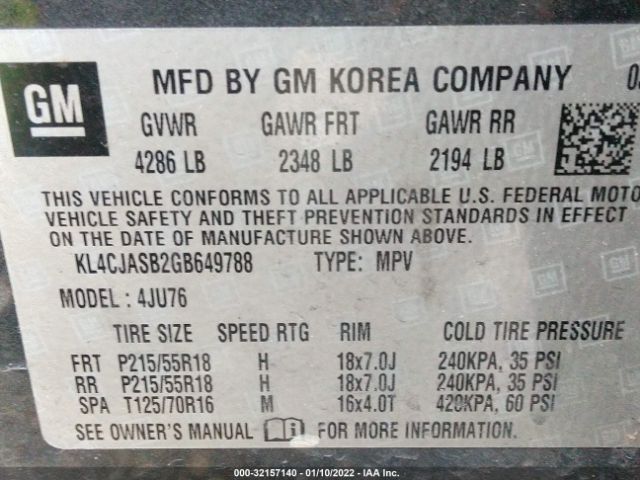 GM
MFD BY GM KOREA COMPANY
GVWR GAWR FRT GAWR RR
4286 LB 2348 LB 2194 LB
THIS VEHICLE CONFORMS TO ALL APPLICABLE U.S. FEDERAL MOTO
VEHICLE SAFETY AND THEFT PREVENTION STANDARDS IN EFFECT
ON THE DATE OF MANUFACTURE SHOWN ABOVE.
KL4CJASB2GB649788 TYPE: MPV
MODEL: 4JU76
TIRE SIZE SPEED RTG RIM COLD TIRE PRESSURE
FRT P215/55R18 H 18x7.0J 240KPA, 35 PSI
RR P215/55R18 H 18x7.0J 240KPA, 35 PSI
SPA T125/70R16 M 16x4.0T 420KPA, 60 PSI
SEE OWNER'S MANUAL FOR MORE INFORMATION.
000-32157140 - 01/10/2022 - IAA Inc.